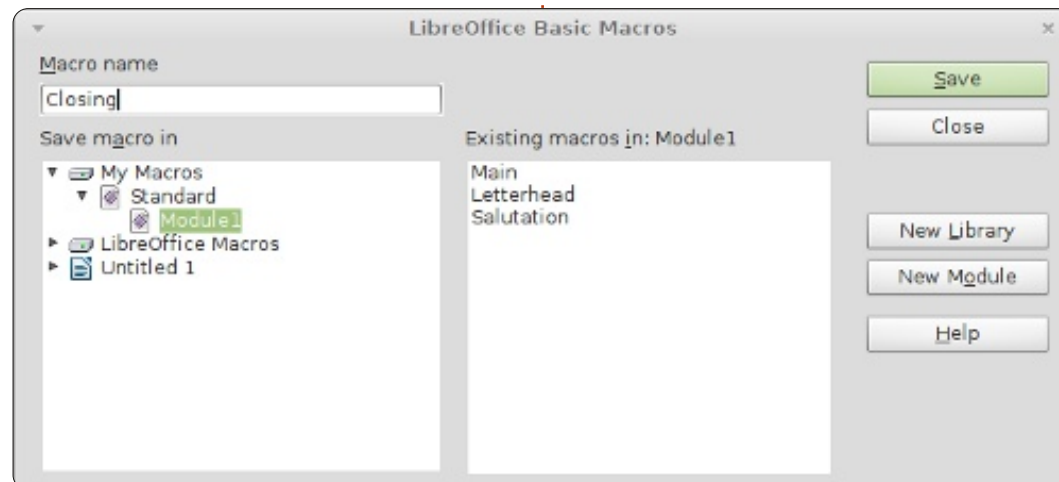 LibreOffice Basic Macros
Macro name
Closing
Save macro in
My Macros
Standard
Module1
LibreOffice Macros
Untitled 1
Existing macros in: Module1
Main
Letterhead
Salutation
Save
Close
New Library
New Module
Help